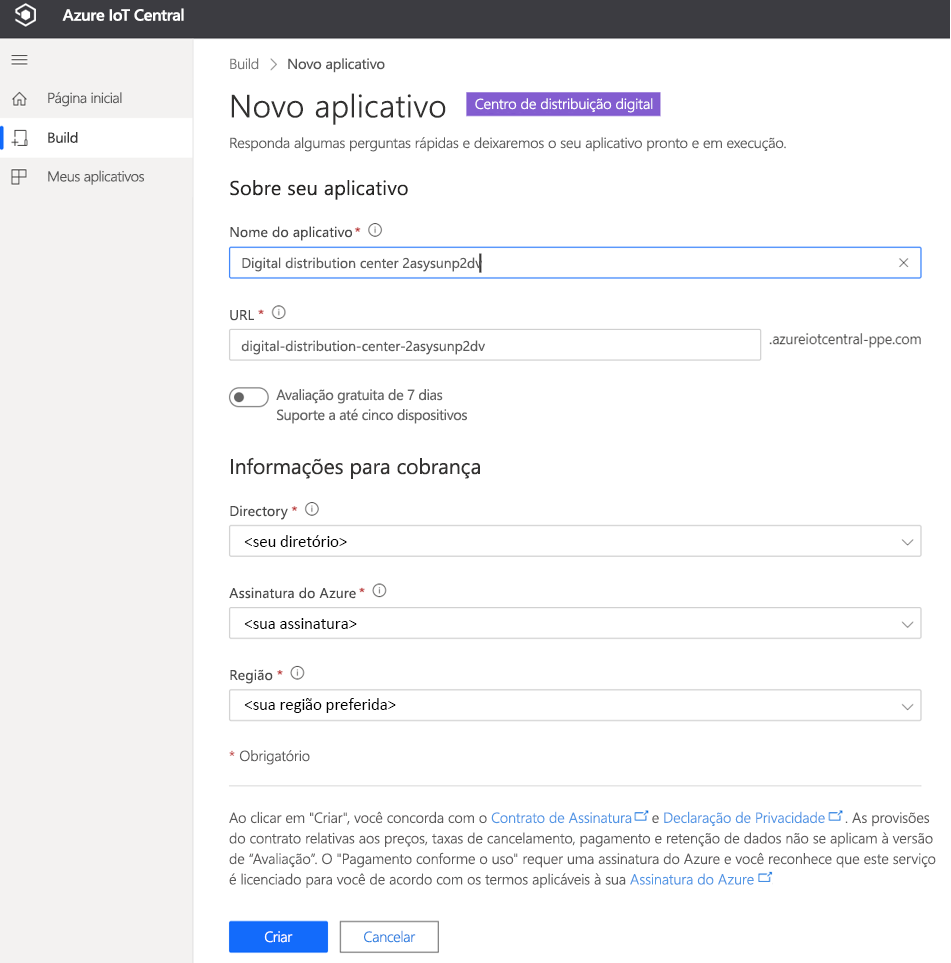 Azure IoT Central
Build > Novo aplicativo
Página inicial
Build
Meus aplicativos
Novo aplicativo
Centro de distribuição digital
Responda algumas perguntas rápidas e deixaremos o seu aplicativo pronto e em execução.
Sobre seu aplicativo
Nome do aplicativo *
Digital distribution center 2asysunp2dv
URL *
digital-distribution-center-2asysunp2dv
.azureiotcentral-ppe.com
Avaliação gratuita de 7 dias
Suporte a até cinco dispositivos
Informações para cobrança
Directory *
<seu diretório>
Assinatura do Azure *
<sua assinatura>
Região *
<sua região preferida>
* Obrigatório
Ao clicar em "Criar", você concorda com o Contrato de Assinatura e Declaração de Privacidade. As provisões
do contrato relativas aos preços, taxas de cancelamento, pagamento e retenção de dados não se aplicam à versão
de “Avaliação”. O "Pagamento conforme o uso" requer uma assinatura do Azure e você reconhece que este serviço
é licenciado para você de acordo com os termos aplicáveis à sua Assinatura do Azure
Criar
Cancelar